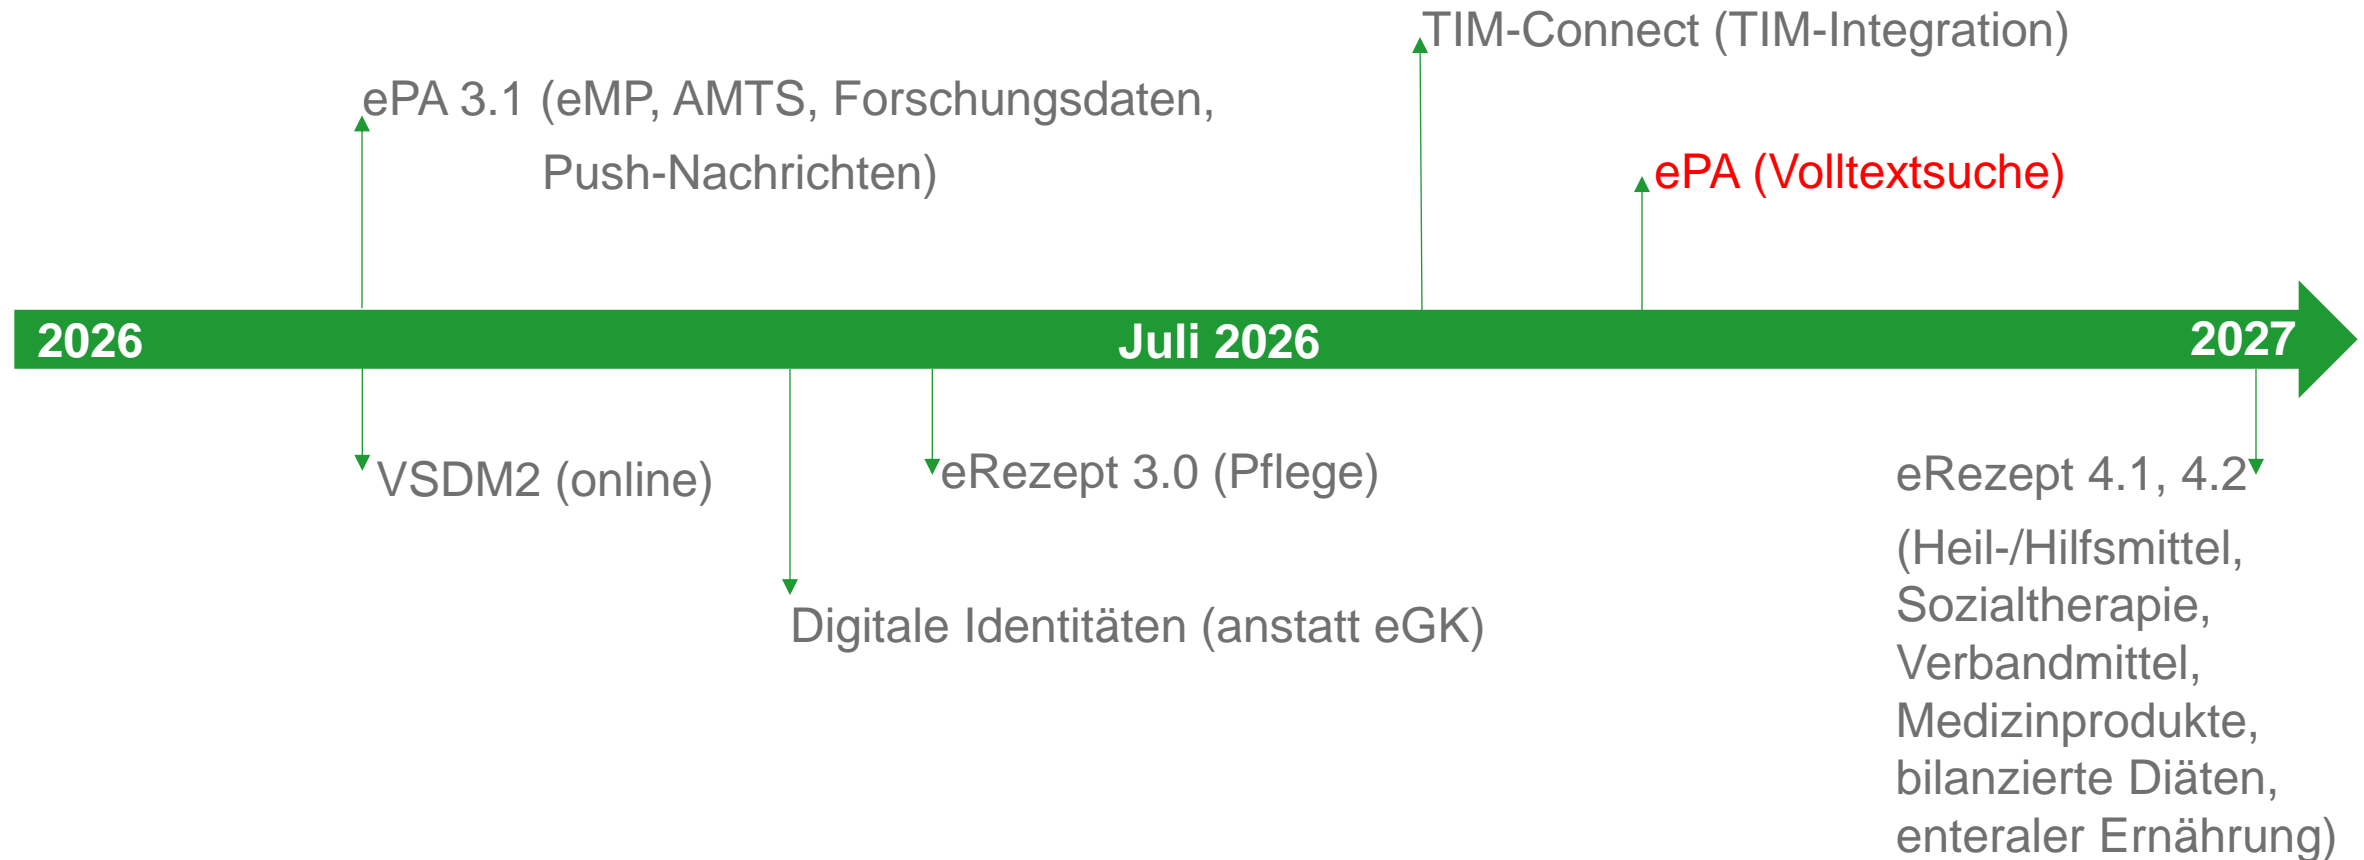 TIM-Connect (TIM-Integration)
ePA 3.1 (eMP, AMTS, Forschungsdaten,
Push-Nachrichten)
ePA (Volltextsuche)
2026
Juli 2026
2027
VSDM2 (online)
eRezept 3.0 (Pflege)
Digitale Identitäten (anstatt eGK)
eRezept 4.1, 4.2
(Heil-/Hilfsmittel,
Sozialtherapie,
Verbandmittel,
Medizinprodukte,
bilanzierte Diäten,
enteraler Ernährung)